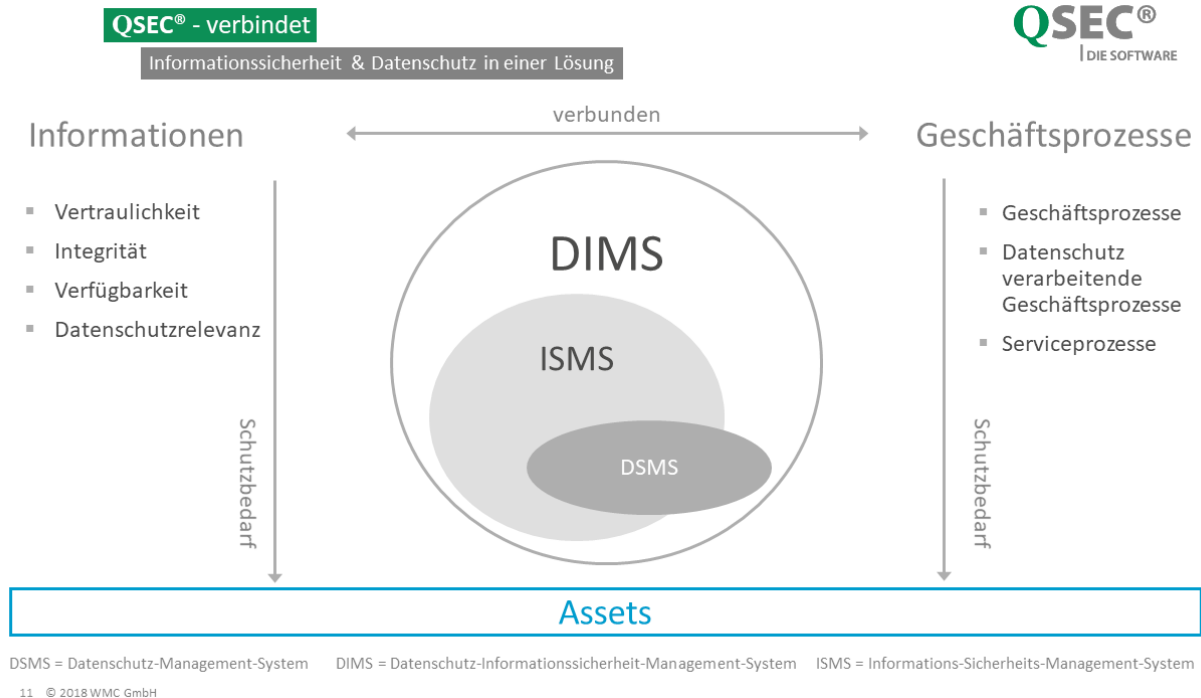 QSEC® - verbindet
Informationssicherheit & Datenschutz in einer Lösung
QSEC®
DIE SOFTWARE
verbunden
Informationen
Geschäftsprozesse
▪ Vertraulichkeit
▪ Integrität
▪ Verfügbarkeit
▪ Datenschutzrelevanz
Schutzbedarf
DIMS
ISMS
DSMS
▪ Geschäftsprozesse
▪ Datenschutz
verarbeitende
Geschäftsprozesse
▪ Serviceprozesse
Schutzbedarf
Assets
DSMS = Datenschutz-Management-System
DIMS = Datenschutz-Informationssicherheit-Management-System
ISMS = Informations-Sicherheits-Management-System
11 © 2018 WMC GmbH